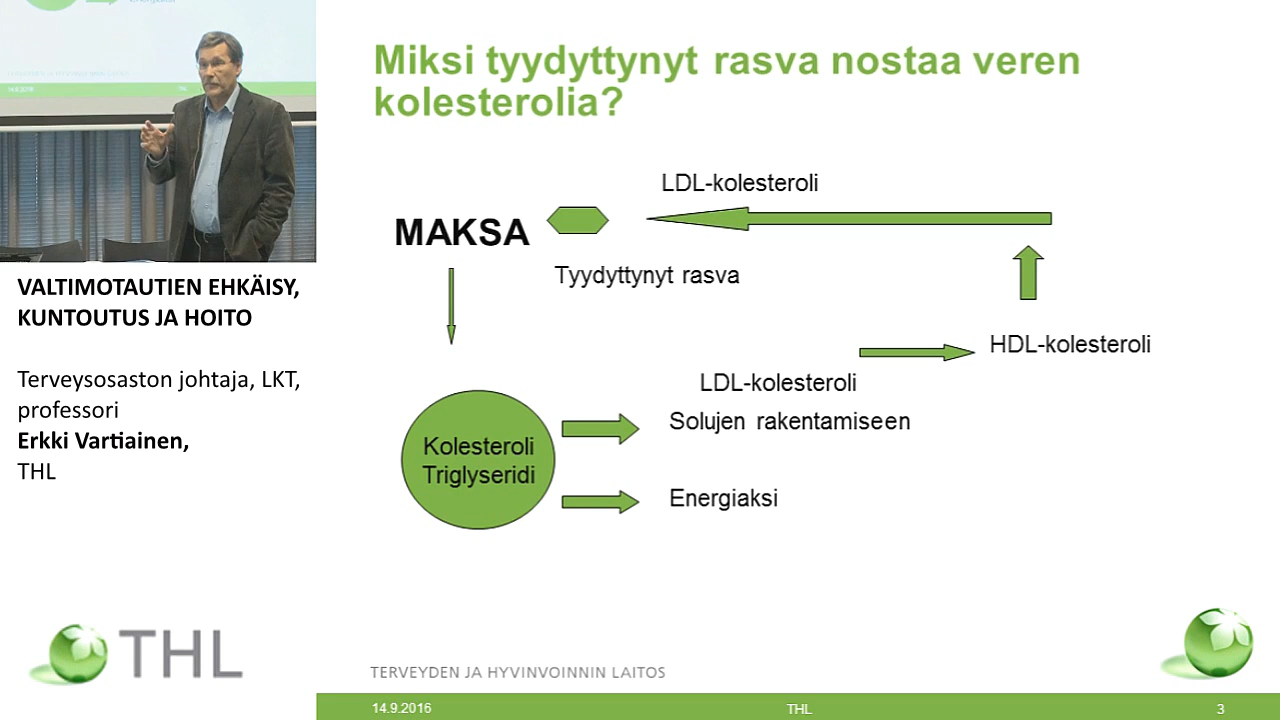 Miksi tyydyttynyt rasva nostaa veren
kolesterolia?
LDL-kolesteroli
MAKSA
Tyydyttynyt rasva
HDL-kolesteroli
LDL-kolesteroli
Solujen rakentamiseen
Kolesteroli
Triglyseridi
Energiaksi
VALTIMOTAUTIEN EHKÄISY,
KUNTOUTUS JA HOITO
Terveysosaston johtaja, LKT,
professori
Erkki Vartiainen,
THL
THL
TERVEYDEN JA HYVINVOINNIN LAITOS
14.9.2016
THL
3